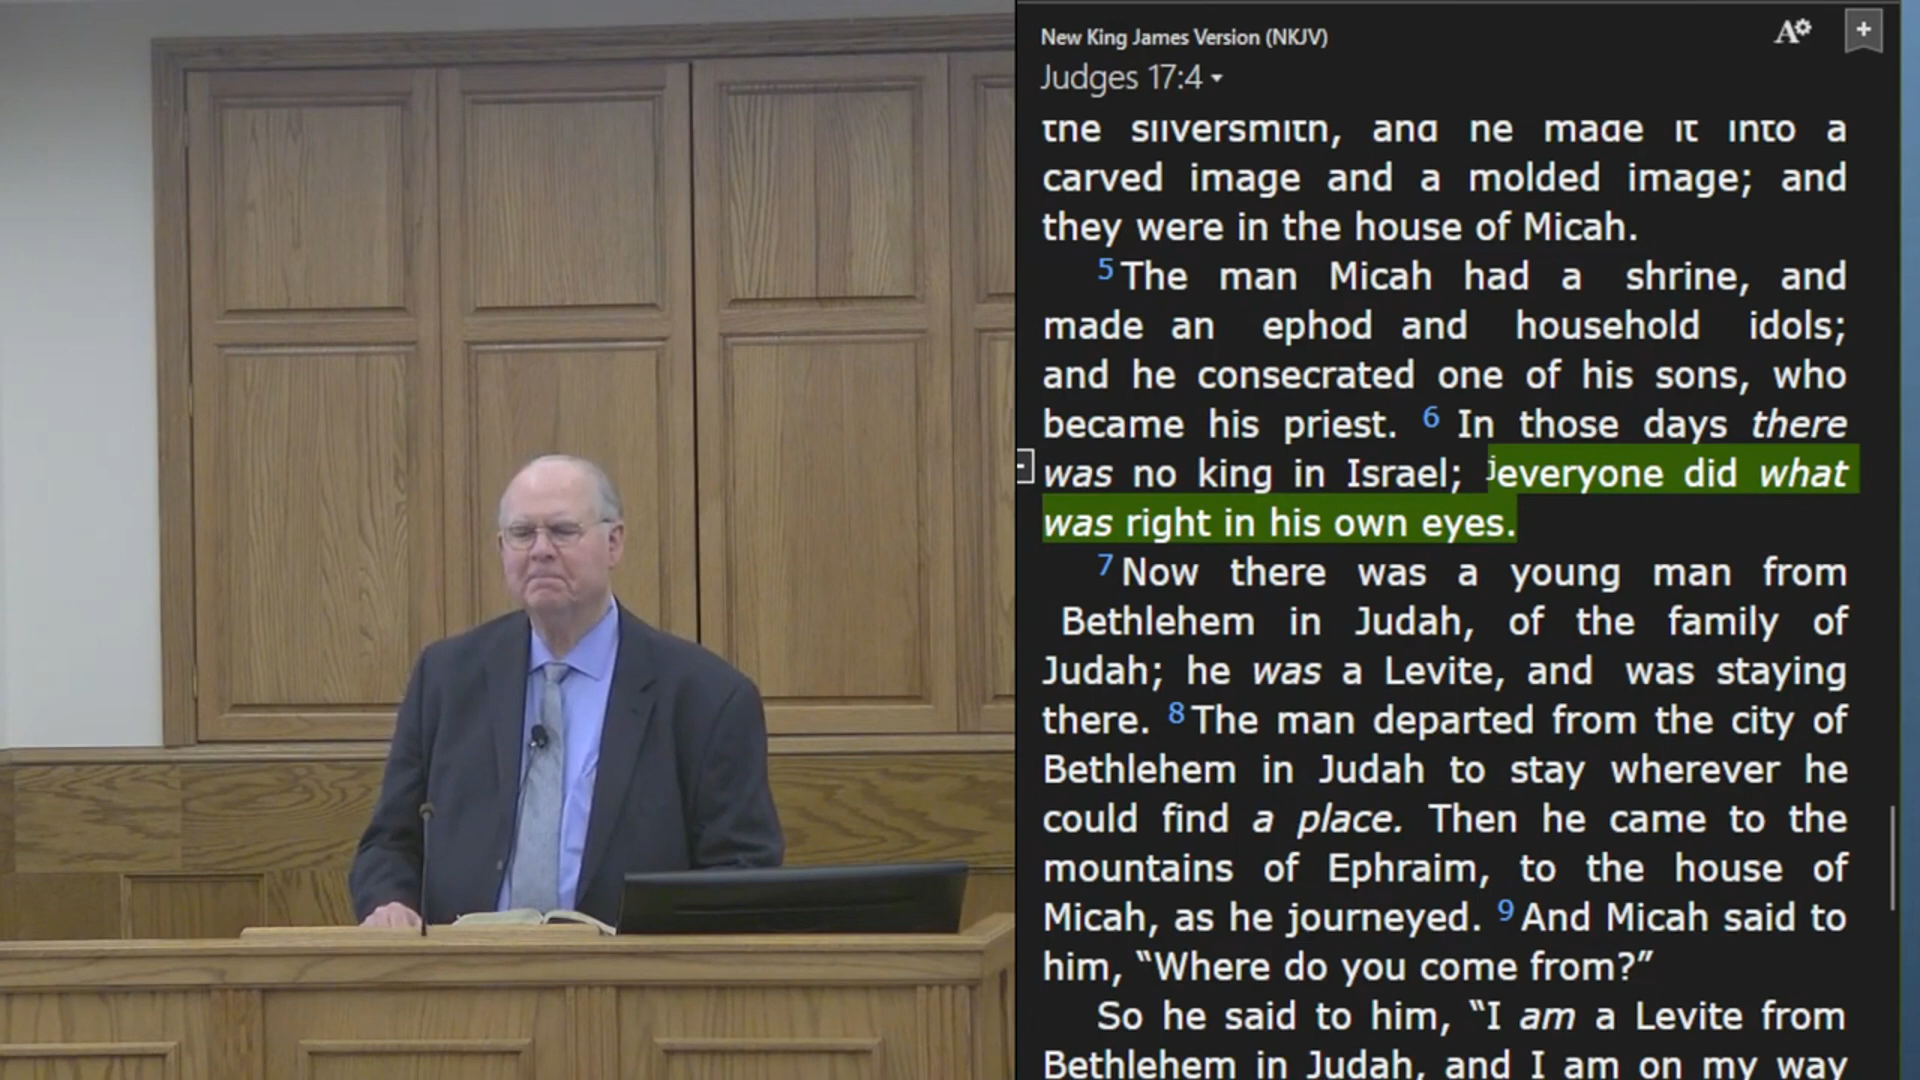 New King James Version (NKJV)
Judges 17:4
the silversmith, and he made it into a
carved image and a molded image; and
they were in the house of Micah.
5 The man Micah had a shrine, and
made an ephod and household idols;
and he consecrated one of his sons, who
became his priest. 6 In those days there
was no king in Israel; jeveryone did what
was right in his own eyes.
7 Now there was a young man from
Bethlehem in Judah, of the family of
Judah; he was a Levite, and was staying
there. 8 The man departed from the city of
Bethlehem in Judah to stay wherever he
could find a place. Then he came to the
mountains of Ephraim, to the house of
Micah, as he journeyed. 9 And Micah said to
him, “Where do you come from?”
So he said to him, “I am a Levite from
Bethlehem in Judah, and I am on my way